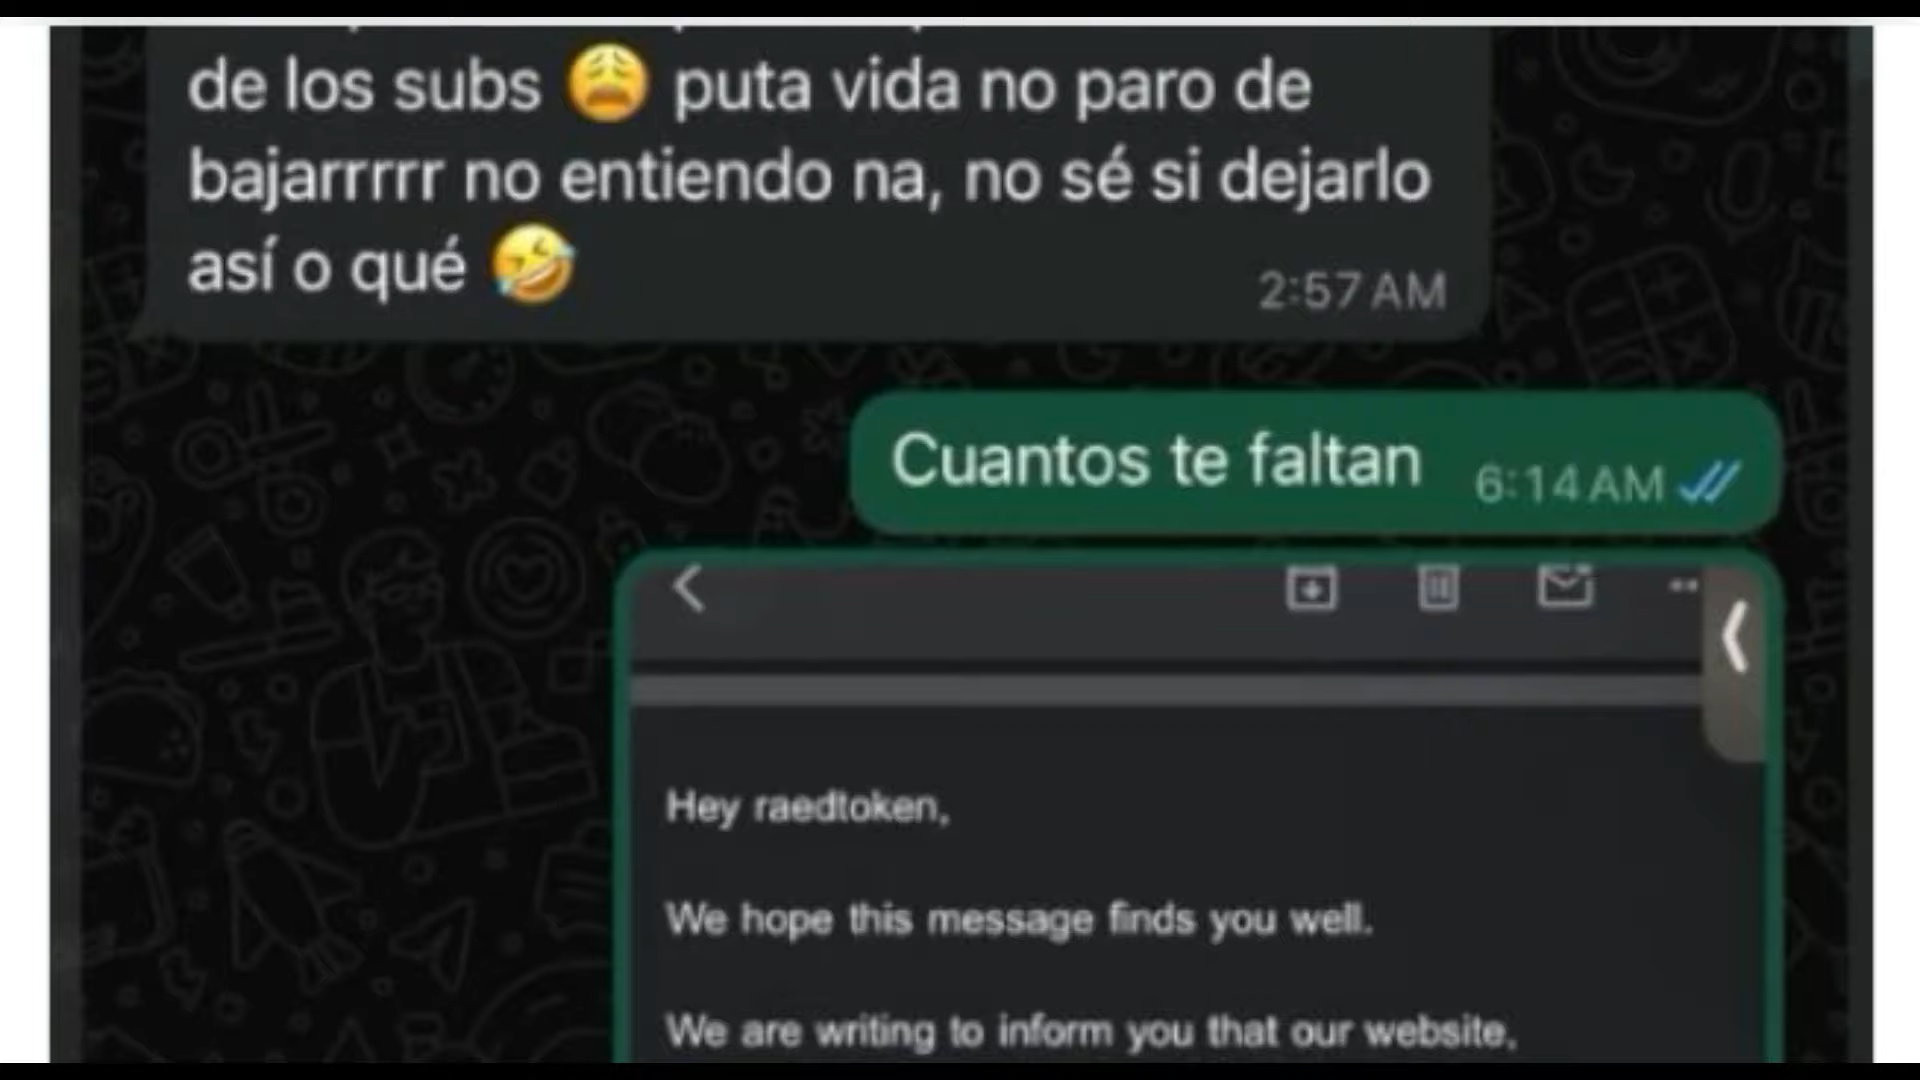 de los subs 😩 puta vida no paro de
bajarrrrr no entiendo na, no sé si dejarlo
así o qué 🤣
2:57 AM
Cuantos te faltan
6:14 AM
Hey raedtoken,
We hope this message finds you well.
We are writing to inform you that our website,